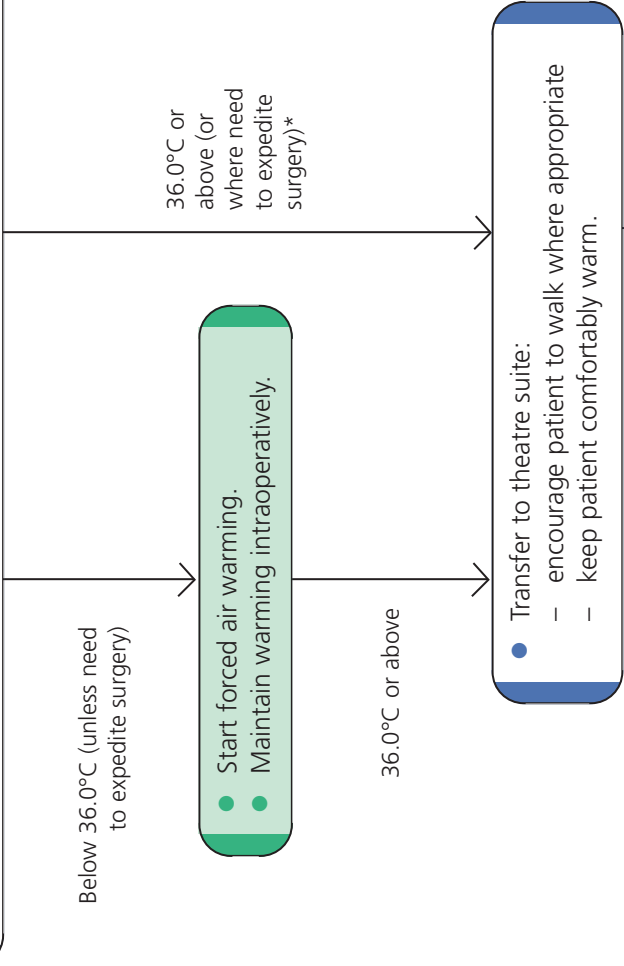 Below 36.0°C (unless need
to expedite surgery)
36.0°C or
above (or
where need
to expedite
surgery)*
● Start forced air warming.
● Maintain warming intraoperatively.
36.0°C or above
● Transfer to theatre suite:
– encourage patient to walk where appropriate
– keep patient comfortably warm.